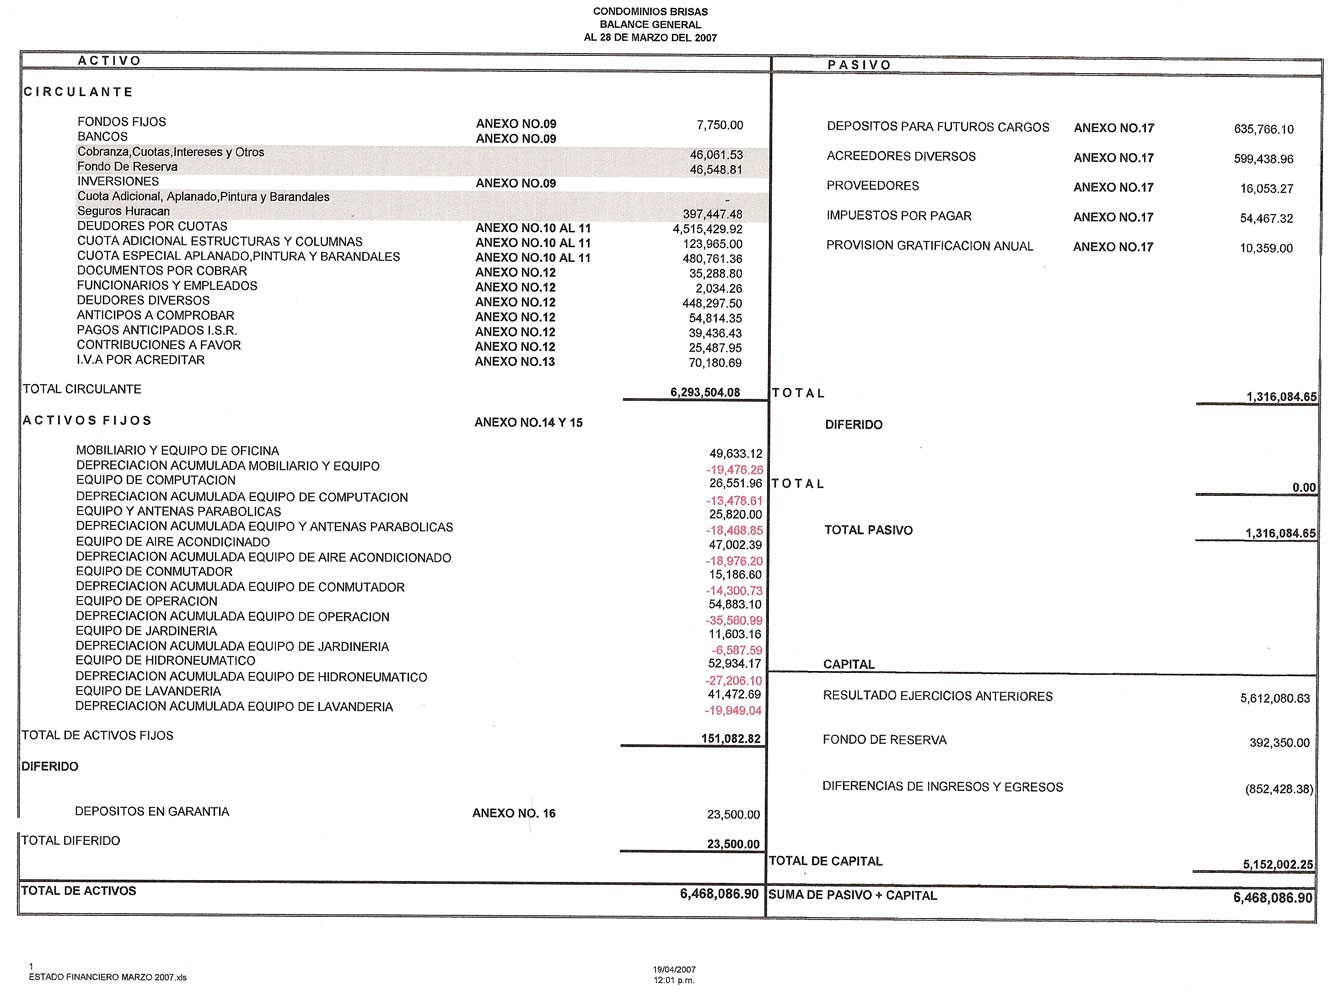 CONDOMINIOS BRISAS
BALANCE GENERAL
AL 28 DE MARZO DEL 2007
A C T I V O
C I R C U L A N T E
FONDOS FIJOS ANEXO NO.09 7,750.00
BANCOS ANEXO NO.09
Cobranza,Cuotas,Intereses y Otros 46,061.53
Fondo De Reserva 46,548.81
INVERSIONES ANEXO NO.09
Cuota Adicional, Aplanado,Pintura y Barandales -
Seguros Huracan 397,447.48
DEUDORES POR CUOTAS ANEXO NO.10 AL 11 4,515,429.92
CUOTA ADICIONAL ESTRUCTURAS Y COLUMNAS ANEXO NO.10 AL 11 123,965.00
CUOTA ESPECIAL APLANADO,PINTURA Y BARANDALES ANEXO NO.10 AL 11 480,761.36
DOCUMENTOS POR COBRAR ANEXO NO.12 35,288.80
FUNCIONARIOS Y EMPLEADOS ANEXO NO.12 2,034.26
DEUDORES DIVERSOS ANEXO NO.12 448,297.50
ANTICIPOS A COMPROBAR ANEXO NO.12 54,814.35
PAGOS ANTICIPADOS I.S.R. ANEXO NO.12 39,436.43
CONTRIBUCIONES A FAVOR ANEXO NO.12 25,487.95
I.V.A POR ACREDITAR ANEXO NO.13 70,180.69
TOTAL CIRCULANTE 6,293,504.08
A C T I V O S F I J O S ANEXO NO.14 Y 15
MOBILIARIO Y EQUIPO DE OFICINA 49,633.12
DEPRECIACION ACUMULADA MOBILIARIO Y EQUIPO -19,476.26
EQUIPO DE COMPUTACION 26,551.96
DEPRECIACION ACUMULADA EQUIPO DE COMPUTACION -13,478.61
EQUIPO Y ANTENAS PARABOLICAS 25,820.00
DEPRECIACION ACUMULADA EQUIPO Y ANTENAS PARABOLICAS -18,468.85
EQUIPO DE AIRE ACONDICINADO 47,002.39
DEPRECIACION ACUMULADA EQUIPO DE AIRE ACONDICIONADO -18,976.20
EQUIPO DE CONMUTADOR 15,186.60
DEPRECIACION ACUMULADA EQUIPO DE CONMUTADOR -14,300.73
EQUIPO DE OPERACION 54,883.10
DEPRECIACION ACUMULADA EQUIPO DE OPERACION -35,560.99
EQUIPO DE JARDINERIA 11,603.16
DEPRECIACION ACUMULADA EQUIPO DE JARDINERIA -6,587.59
EQUIPO DE HIDRONEUMATICO 52,934.17
DEPRECIACION ACUMULADA EQUIPO DE HIDRONEUMATICO -27,206.10
EQUIPO DE LAVANDERIA 41,472.69
DEPRECIACION ACUMULADA EQUIPO DE LAVANDERIA -19,949.04
TOTAL DE ACTIVOS FIJOS 151,082.82
DIFERIDO
DEPOSITOS EN GARANTIA ANEXO NO. 16 23,500.00
TOTAL DIFERIDO 23,500.00
TOTAL DE ACTIVOS 6,468,086.90
P A S I V O
DEPOSITOS PARA FUTUROS CARGOS ANEXO NO.17 635,766.10
ACREEDORES DIVERSOS ANEXO NO.17 599,438.96
PROVEEDORES ANEXO NO.17 16,053.27
IMPUESTOS POR PAGAR ANEXO NO.17 54,467.32
PROVISION GRATIFICACION ANUAL ANEXO NO.17 10,359.00
T O T A L 1,316,084.65
DIFERIDO
T O T A L 0.00
TOTAL PASIVO 1,316,084.65
CAPITAL
RESULTADO EJERCICIOS ANTERIORES 5,612,080.63
FONDO DE RESERVA 392,350.00
DIFERENCIAS DE INGRESOS Y EGRESOS (852,428.38)
TOTAL DE CAPITAL 5,152,002.25
SUMA DE PASIVO + CAPITAL 6,468,086.90
1
ESTADO FINANCIERO MARZO 2007.xls
19/04/2007
12:01 p.m.